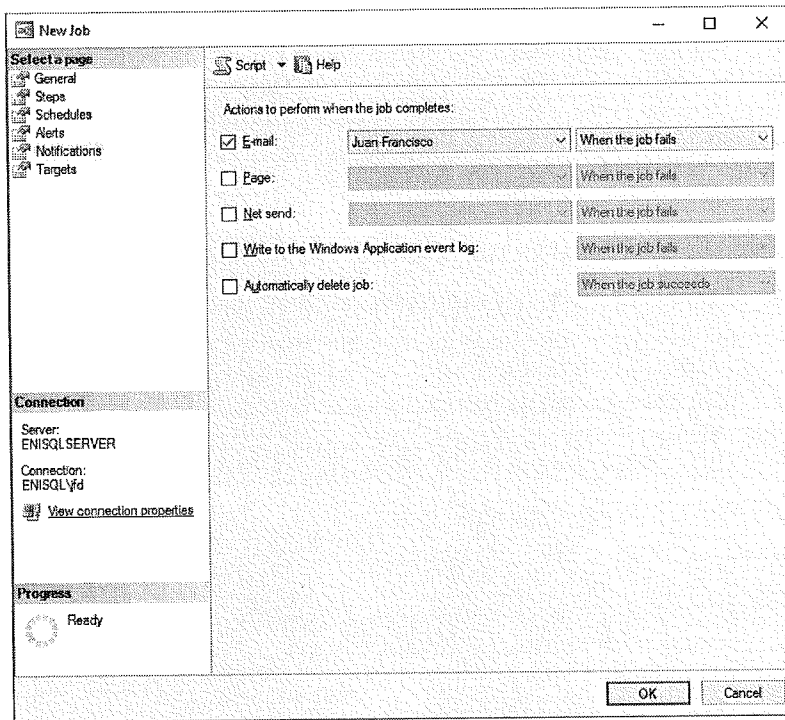 New Job
Select a page
General
Steps
Schedules
Alerts
Notifications
Targets
Script Help
Actions to perform when the job completes:
E-mail: Juan Francisco When the job fails
Page: When the job fails
Net send: When the job fails
Write to the Windows Application event log: When the job fails
Automatically delete job: When the job succeeds
Connection
Server:
ENISQLSERVER
Connection:
ENISQL\jfd
View connection properties
Progress
Ready
OK Cancel